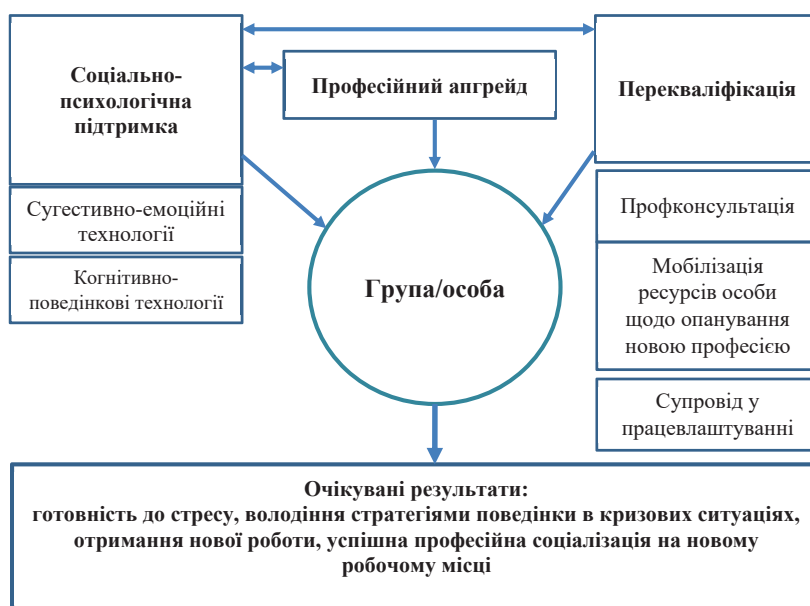 Соціально-
психологічна
підтримка
Професійний апгрейд
Перекваліфікація
Сугестивно-емоційні
технології
Когнітивно-
поведінкові технології
Група/особа
Профконсультація
Мобілізація
ресурсів особи
щодо опанування
новою професією
Супровід у
працевлаштуванні
Очікувані результати:
готовність до стресу, володіння стратегіями поведінки в кризових ситуаціях,
отримання нової роботи, успішна професійна соціалізація на новому
робочому місці